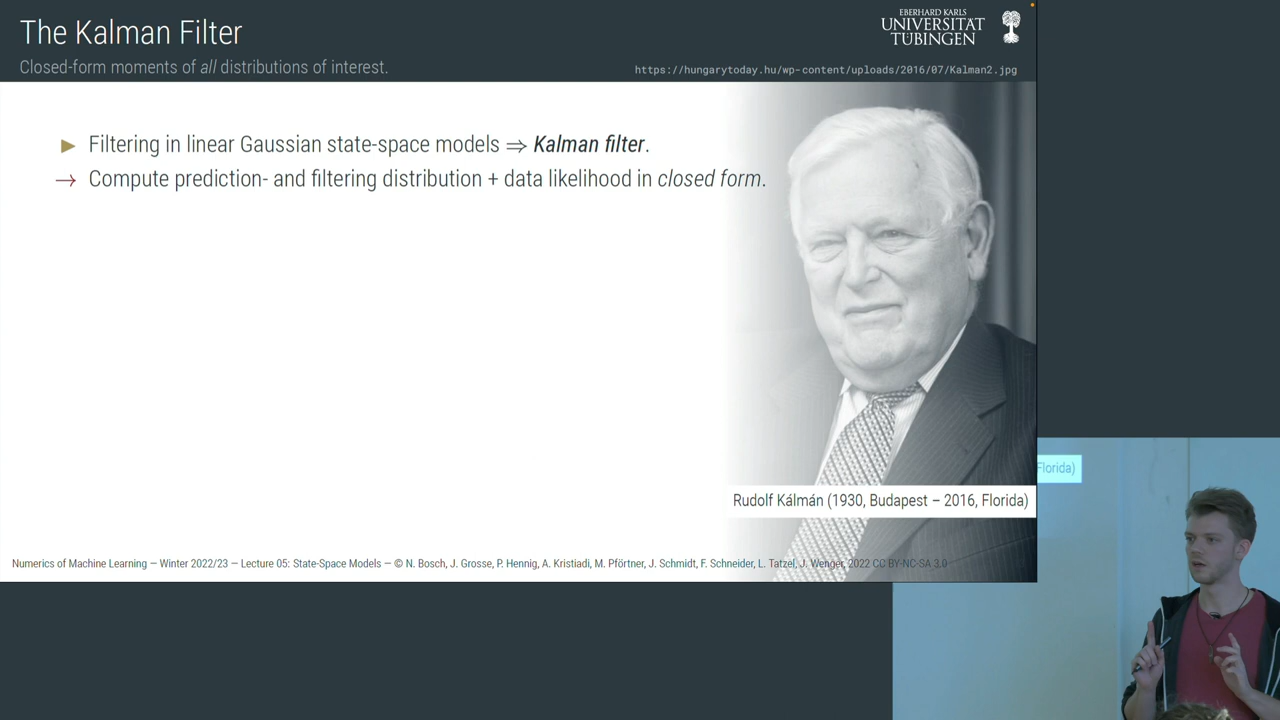 The Kalman Filter
Closed-form moments of all distributions of interest.
EBERHARD KARLS
UNIVERSITÄT
TÜBINGEN
https://hungarytoday.hu/wp-content/uploads/2016/07/Kalman2.jpg
► Filtering in linear Gaussian state-space models ⇒ Kalman filter.
→ Compute prediction- and filtering distribution + data likelihood in closed form.
Florida)
Rudolf Kálmán (1930, Budapest – 2016, Florida)
Numerics of Machine Learning — Winter 2022/23 — Lecture 05: State-Space Models — © N. Bosch, J. Grosse, P. Hennig, A. Kristiadi, M. Pförtner, J. Schmidt, F. Schneider, L. Tatzel, J. Wenger, 2022 CC BY-NC-SA 3.0